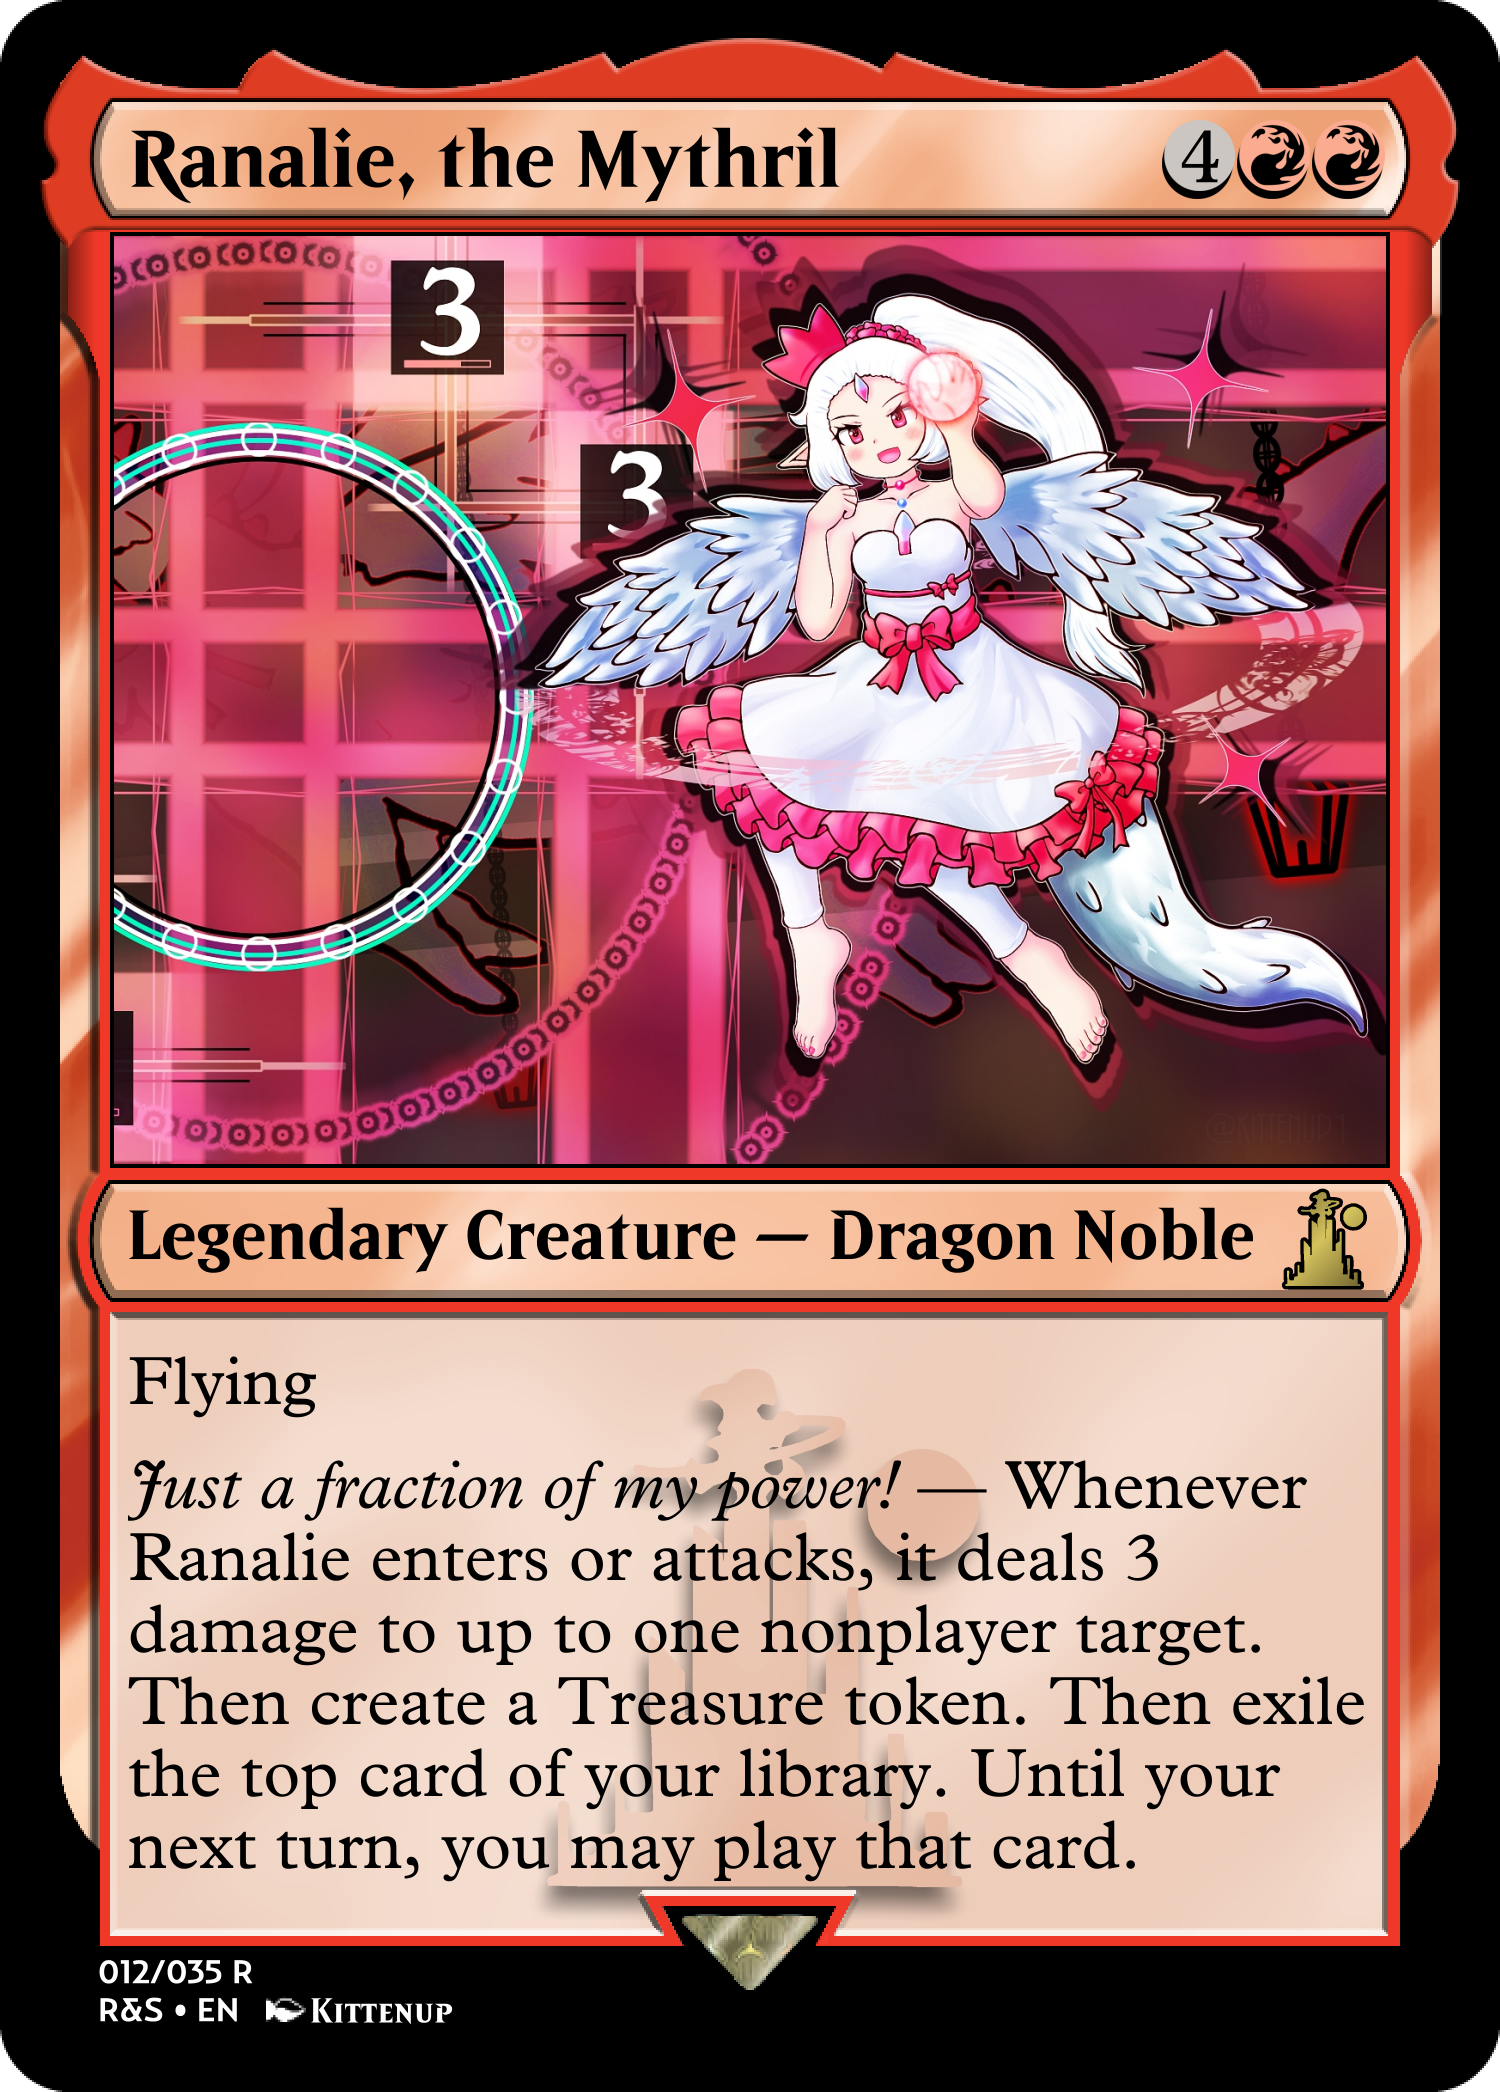 Ranalie, the Mythril 4
3
3
@KITTENUP1
Legendary Creature — Dragon Noble
Flying
Just a fraction of my power! — Whenever
Ranalie enters or attacks, it deals 3
damage to up to one nonplayer target.
Then create a Treasure token. Then exile
the top card of your library. Until your
next turn, you may play that card.
012/035 R
R&S • EN KITTENUP